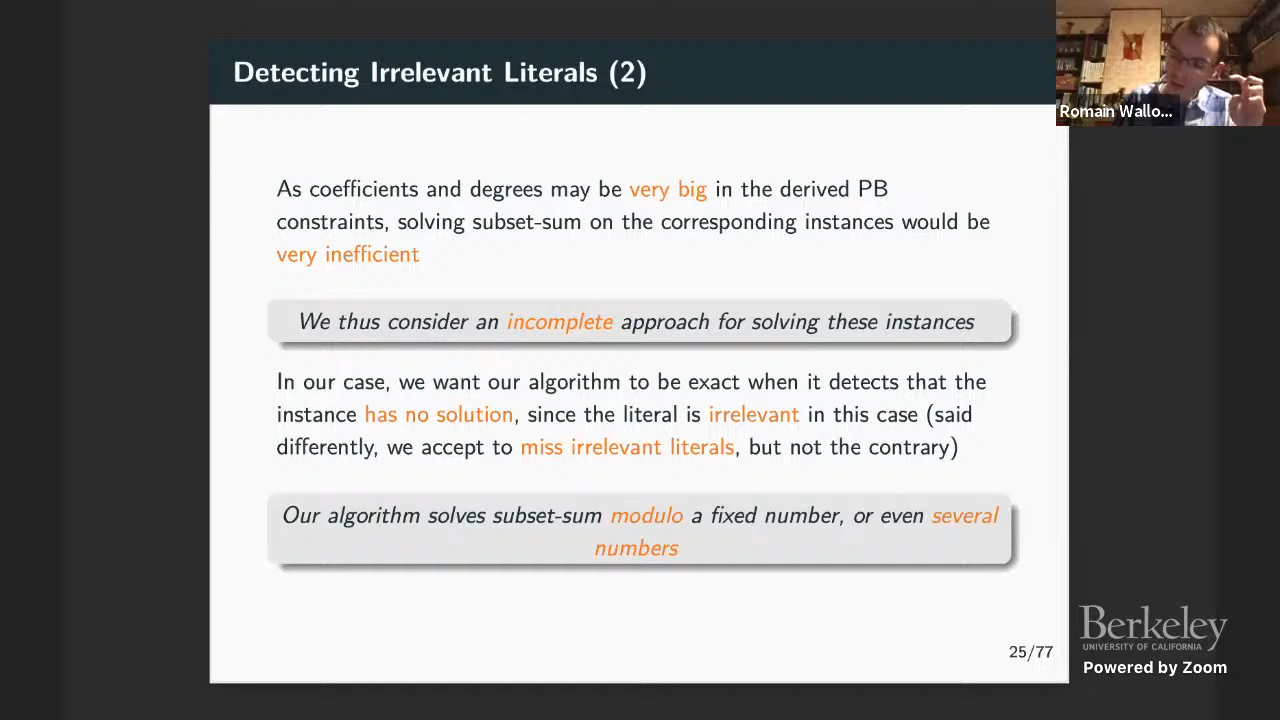 Detecting Irrelevant Literals (2)
Romain Wallo...
As coefficients and degrees may be very big in the derived PB
constraints, solving subset-sum on the corresponding instances would be
very inefficient
We thus consider an incomplete approach for solving these instances
In our case, we want our algorithm to be exact when it detects that the
instance has no solution, since the literal is irrelevant in this case (said
differently, we accept to miss irrelevant literals, but not the contrary)
Our algorithm solves subset-sum modulo a fixed number, or even several
numbers
25/77
Berkeley
UNIVERSITY OF CALIFORNIA
Powered by Zoom